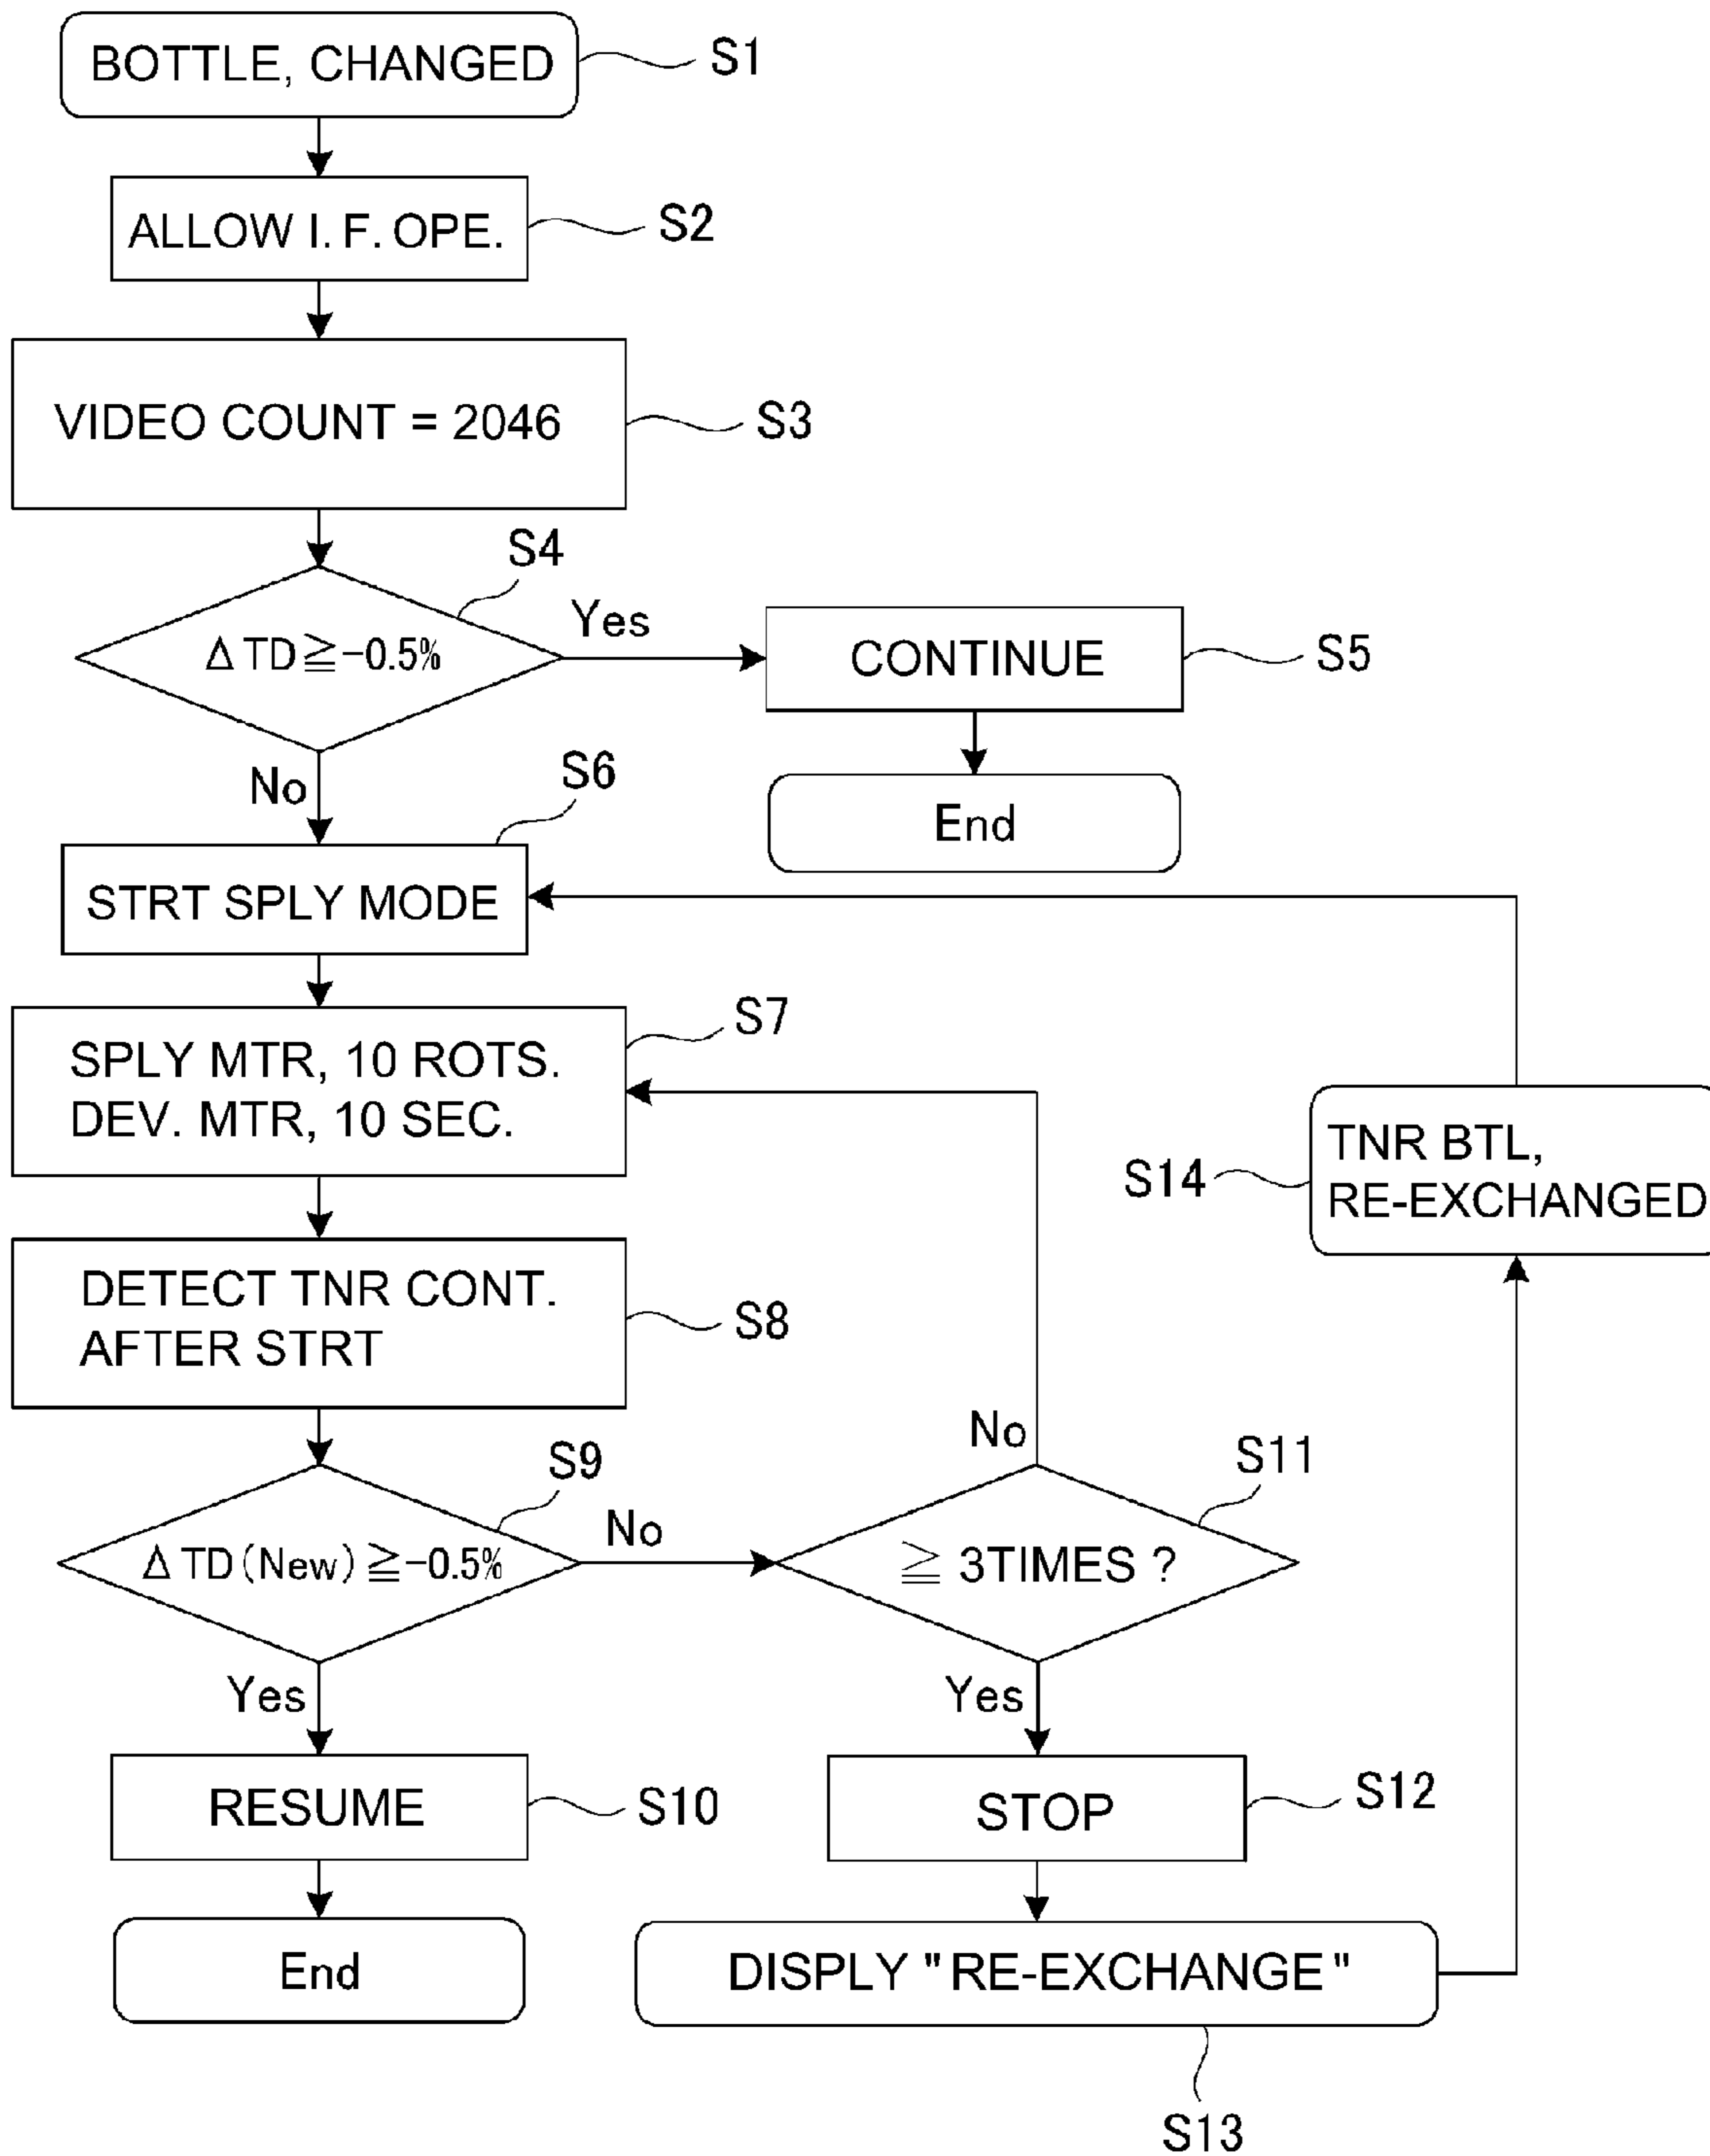 BOTTLE, CHANGED
S1
ALLOW I. F. OPE.
S2
VIDEO COUNT = 2046
S3
S4
Δ TD ≧ −0.5%
Yes
CONTINUE
S5
End
No
S6
STRT SPLY MODE
S7
SPLY MTR, 10 ROTS.
DEV. MTR, 10 SEC.
S14
TNR BTL,
RE-EXCHANGED
DETECT TNR CONT.
AFTER STRT
S8
S9
Δ TD (New) ≧ −0.5%
No
No
S11
≧ 3TIMES ?
Yes
RESUME
S10
End
Yes
STOP
S12
DISPLY "RE-EXCHANGE"
S13